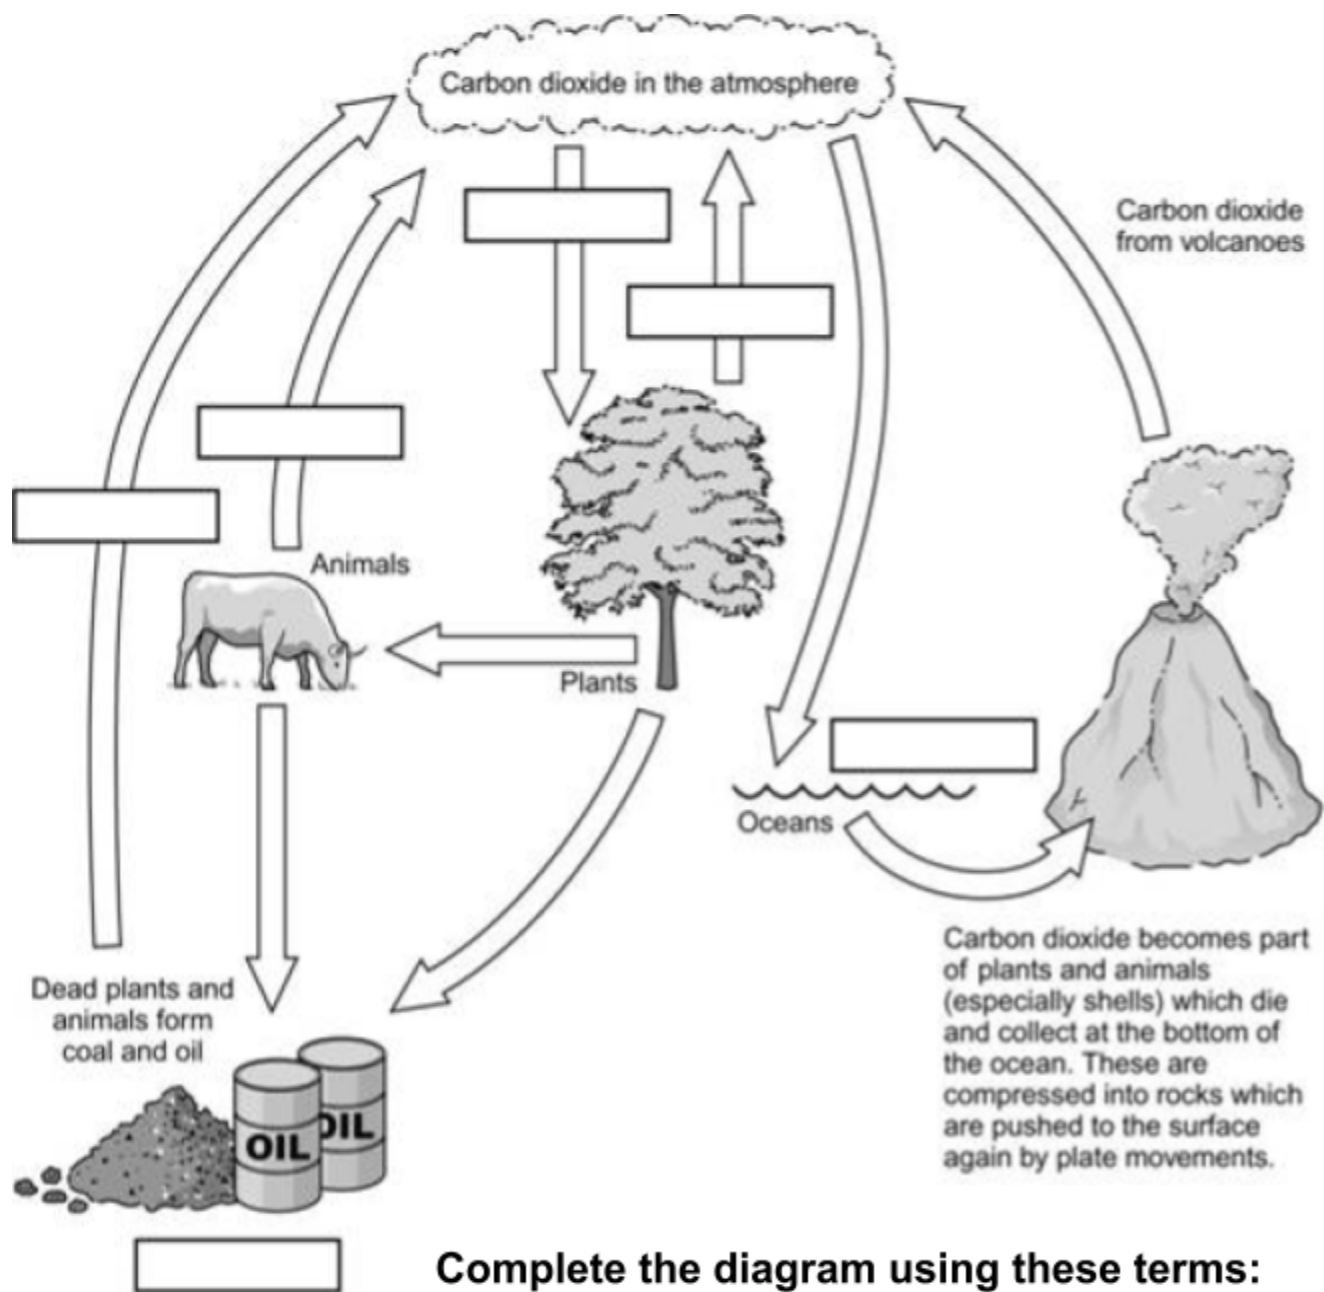 Carbon dioxide in the atmosphere
Carbon dioxide
from volcanoes
Animals
Plants
Oceans
Dead plants and
animals form
coal and oil
OIL
OIL
Carbon dioxide becomes part
of plants and animals
(especially shells) which die
and collect at the bottom of
the ocean. These are
compressed into rocks which
are pushed to the surface
again by plate movements.
Complete the diagram using these terms: